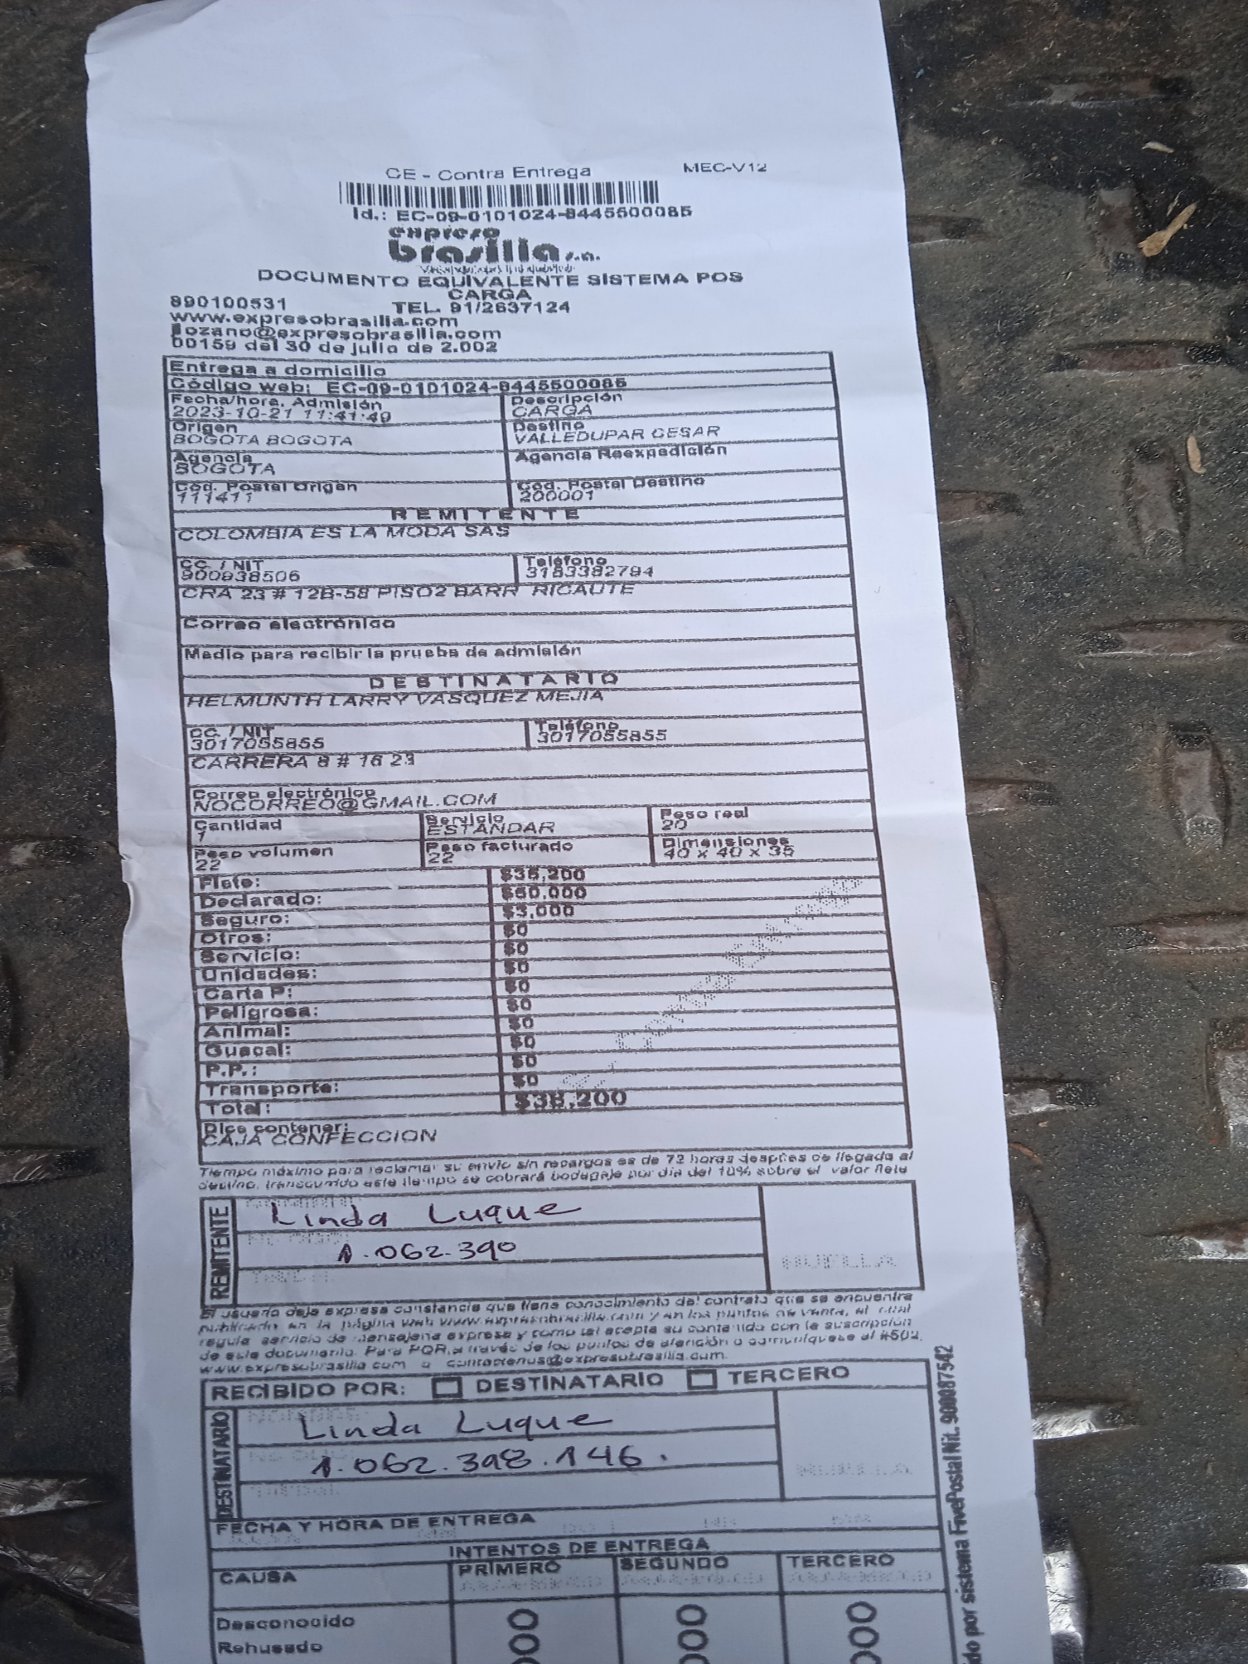 CE - Contra Entrega MEC-V12
Id.: EC-09-0101024-8445500085
expreso
brasilia s.a.
DOCUMENTO EQUIVALENTE SISTEMA POS
CARGA
890100531 TEL. 91/2637124
www.expresobrasilia.com
llozano@expresobrasilia.com
00159 del 30 de julio de 2.002
Entrega a domicilio
Código web: EC-09-0101024-8445500085
Fecha/hora. Admisión Descripción
2023-10-21 11:41:49 CARGA
Origen Destino
BOGOTA BOGOTA VALLEDUPAR CESAR
Agencia Agencia Reexpedición
BOGOTA
Cod. Postal Origen Cod. Postal Destino
111411 200001
REMITENTE
COLOMBIA ES LA MODA SAS
CC. / NIT Teléfono
900938506 3183382794
CRA 23 # 12B-58 PISO2 BARR RICAUTE
Correo electrónico
Medio para recibir la prueba de admisión
DESTINATARIO
HELMUNTH LARRY VASQUEZ MEJIA
CC. / NIT Teléfono
3017055855 3017055855
CARRERA 8 # 16 23
Correo electrónico
NOCORREO@GMAIL.COM
Cantidad Servicio Peso real
1 ESTANDAR 20
Peso volumen Peso facturado Dimensiones
22 22 40 x 40 x 35
Flete: $35,200
Declarado: $50,000
Seguro: $3,000
Otros: $0
Servicio: $0
Unidades: $0
Carta P: $0
Peligrosa: $0
Animal: $0
Guacal: $0
P.P.: $0
Transporte: $0
Total: $38,200
Dice contener:
CAJA CONFECCION
Tiempo máximo para reclamar su envío sin recargos es de 72 horas después de llegada al
destino, transcurrido este tiempo se cobrará bodegaje por día del 10% sobre el valor flete
REMITENTE
Linda Luque
1.062.390
HUELLA
El usuario deja expresa constancia que tiene conocimiento del contrato que se encuentra
publicado en la página web www.expresobrasilia.com y en los puntos de venta, el cual
regula servicio de mensajería expresa y como tal acepta su contenido con la suscripción
de este documento. Para PQR a través de los puntos de atención o comuníquese al #502.
www.expresobrasilia.com o contactenos@expresobrasilia.com
RECIBIDO POR: DESTINATARIO TERCERO
DESTINATARIO
Linda Luque
1.062.398.146.
HUELLA
FECHA Y HORA DE ENTREGA
INTENTOS DE ENTREGA
CAUSA PRIMERO SEGUNDO TERCERO
Desconocido
Rehusado
do por sistema FivePostal Nit. 900087542